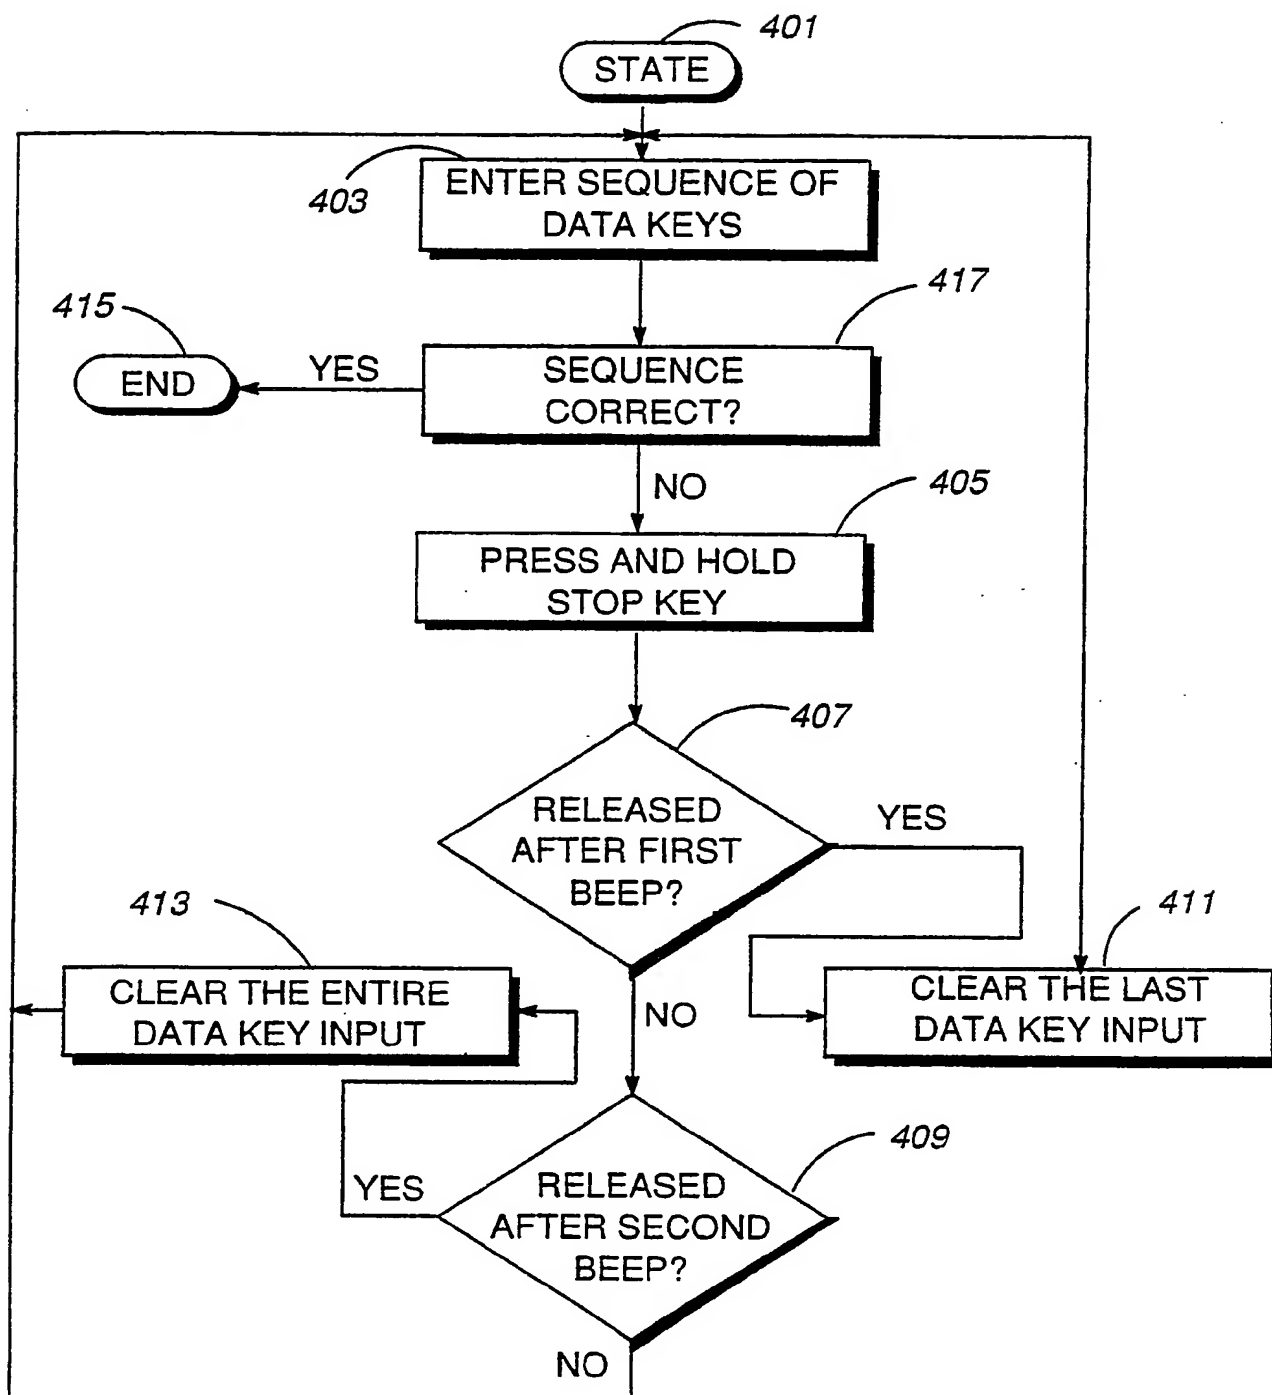 401
STATE
403
ENTER SEQUENCE OF
DATA KEYS
417
415
END
YES
SEQUENCE
CORRECT?
NO
405
PRESS AND HOLD
STOP KEY
407
RELEASED
AFTER FIRST
BEEP?
YES
413
411
CLEAR THE ENTIRE
DATA KEY INPUT
NO
CLEAR THE LAST
DATA KEY INPUT
409
YES
RELEASED
AFTER SECOND
BEEP?
NO